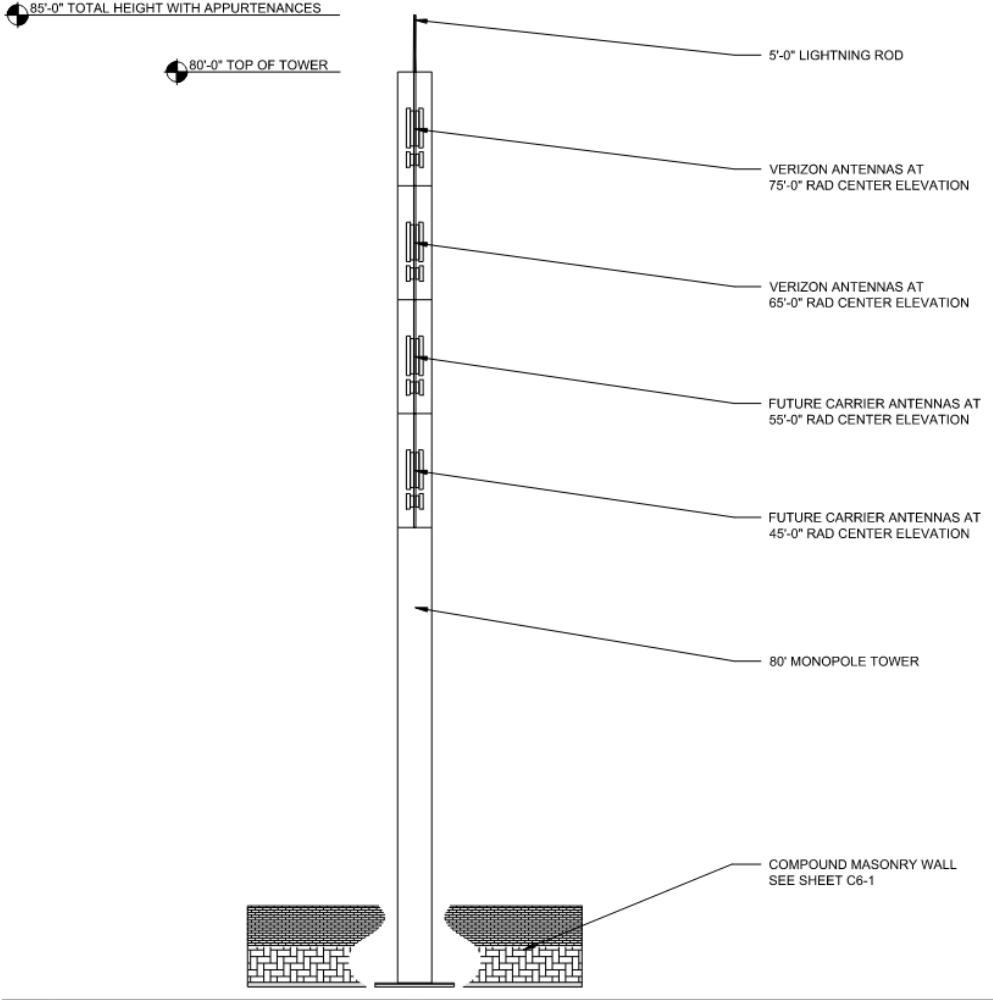 85'-0" TOTAL HEIGHT WITH APPURTENANCES
80'-0" TOP OF TOWER
5'-0" LIGHTNING ROD
VERIZON ANTENNAS AT
75'-0" RAD CENTER ELEVATION
VERIZON ANTENNAS AT
65'-0" RAD CENTER ELEVATION
FUTURE CARRIER ANTENNAS AT
55'-0" RAD CENTER ELEVATION
FUTURE CARRIER ANTENNAS AT
45'-0" RAD CENTER ELEVATION
80' MONOPOLE TOWER
COMPOUND MASONRY WALL
SEE SHEET C6-1